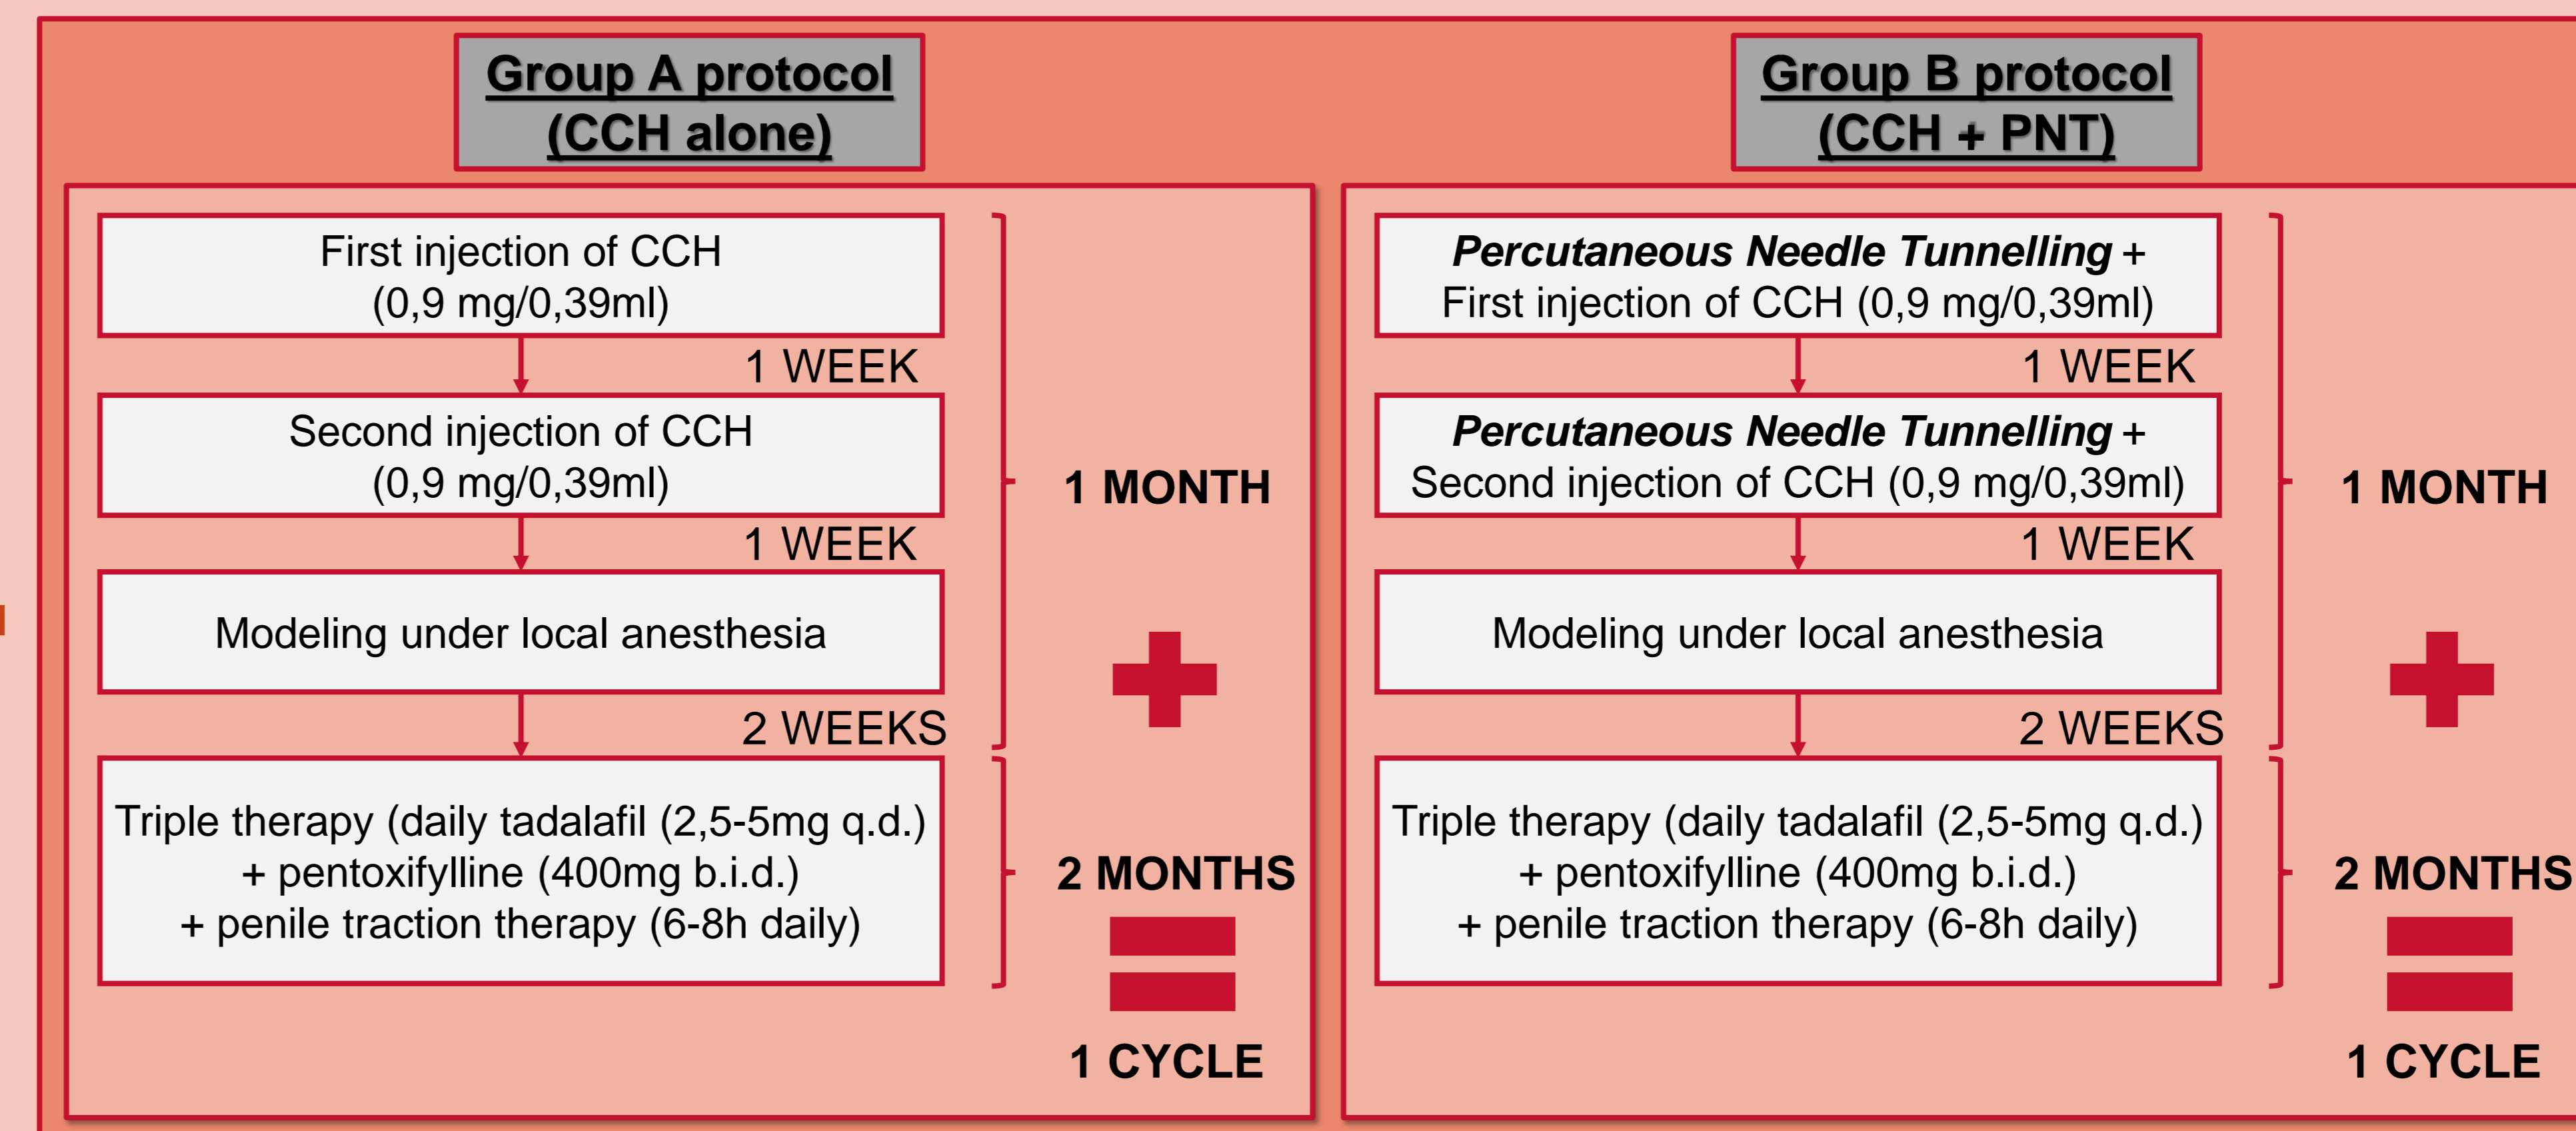 Group A protocol
(CCH alone)
First injection of CCH
(0,9 mg/0,39ml)
1 WEEK
Second injection of CCH
(0,9 mg/0,39ml)
1 WEEK
Modeling under local anesthesia
2 WEEKS
Triple therapy (daily tadalafil (2,5-5mg q.d.)
+ pentoxifylline (400mg b.i.d.)
+ penile traction therapy (6-8h daily)
1 MONTH
2 MONTHS
1 CYCLE
Group B protocol
(CCH + PNT)
Percutaneous Needle Tunnelling +
First injection of CCH (0,9 mg/0,39ml)
1 WEEK
Percutaneous Needle Tunnelling +
Second injection of CCH (0,9 mg/0,39ml)
1 WEEK
Modeling under local anesthesia
2 WEEKS
Triple therapy (daily tadalafil (2,5-5mg q.d.)
+ pentoxifylline (400mg b.i.d.)
+ penile traction therapy (6-8h daily)
1 MONTH
2 MONTHS
1 CYCLE